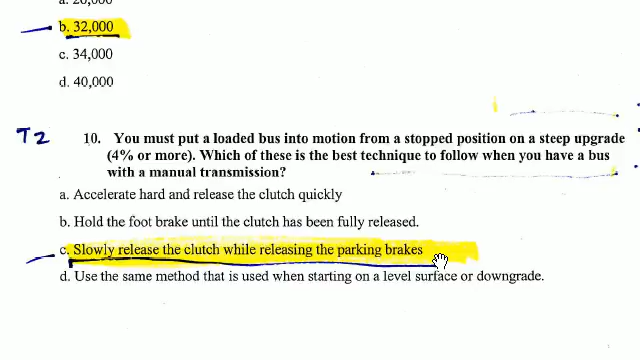 a. 20,000
b. 32,000
c. 34,000
d. 40,000
T2
10. You must put a loaded bus into motion from a stopped position on a steep upgrade
(4% or more). Which of these is the best technique to follow when you have a bus
with a manual transmission?
a. Accelerate hard and release the clutch quickly
b. Hold the foot brake until the clutch has been fully released.
c. Slowly release the clutch while releasing the parking brakes
d. Use the same method that is used when starting on a level surface or downgrade.